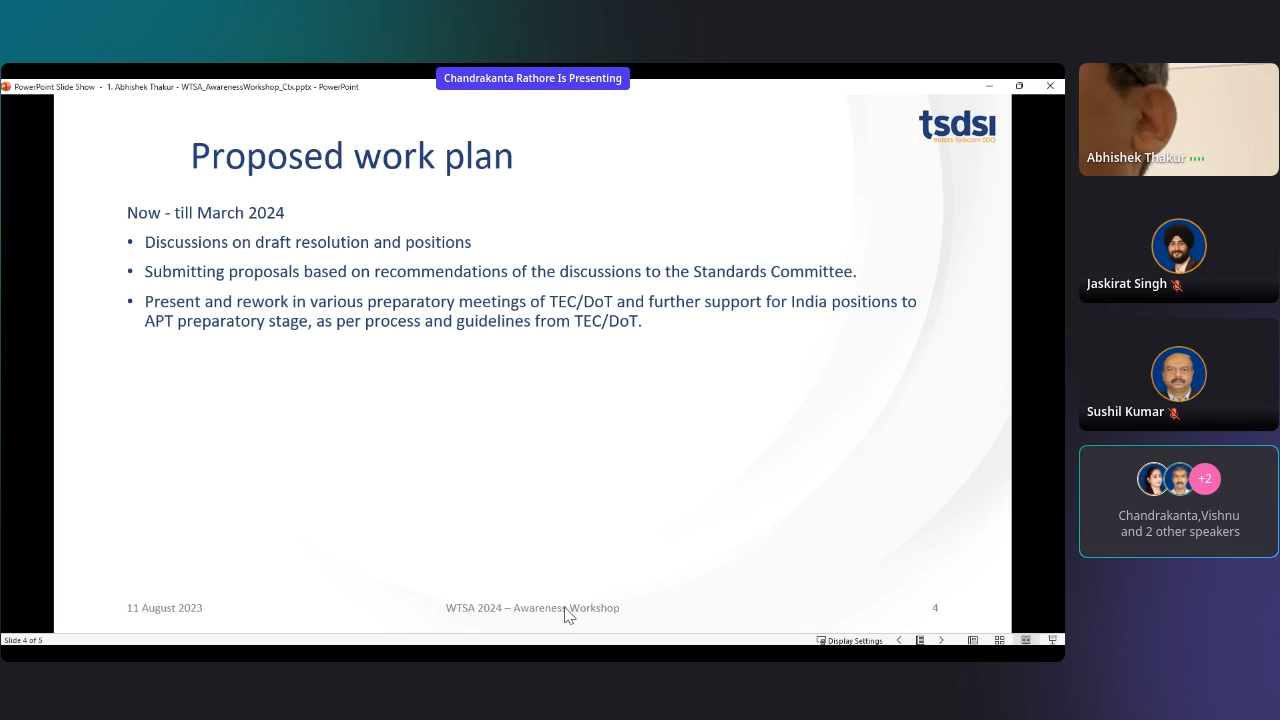 Chandrakanta Rathore Is Presenting
PowerPoint Slide Show - 1. Abhishek Thakur - WTSA_AwarenessWorkshop_Ctx.pptx - PowerPoint
tsdsi
India's Telecom SDO
Proposed work plan
Now - till March 2024
• Discussions on draft resolution and positions
• Submitting proposals based on recommendations of the discussions to the Standards Committee.
• Present and rework in various preparatory meetings of TEC/DoT and further support for India positions to
APT preparatory stage, as per process and guidelines from TEC/DoT.
11 August 2023
WTSA 2024 – Awareness Workshop
4
Slide 4 of 5
Display Settings
Abhishek Thakur
Jaskirat Singh
Sushil Kumar
+2
Chandrakanta,Vishnu
and 2 other speakers